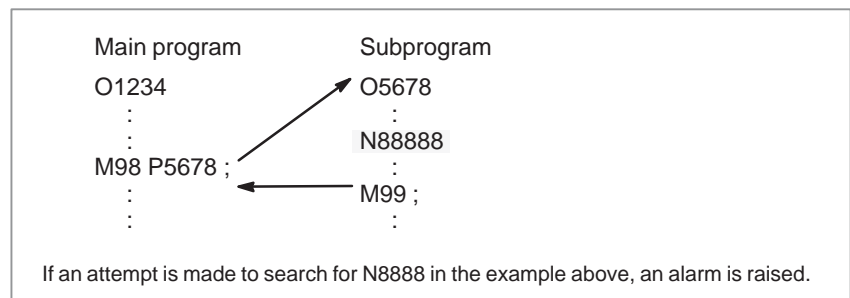 Main program Subprogram
O1234 O5678
: :
: N88888
M98 P5678 ; :
: M99 ;
: :
If an attempt is made to search for N8888 in the example above, an alarm is raised.